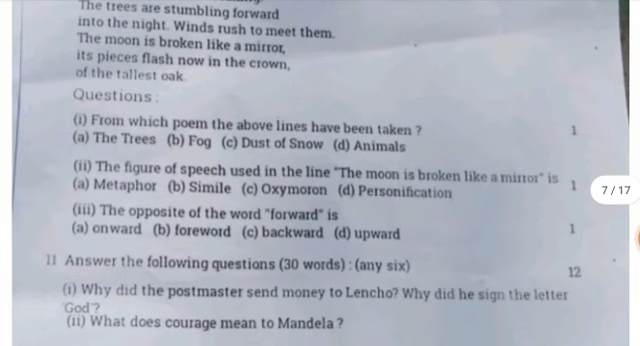 The trees are stumbling forward
into the night. Winds rush to meet them.
The moon is broken like a mirror,
its pieces flash now in the crown,
of the tallest oak.
Questions :
(i) From which poem the above lines have been taken ? 1
(a) The Trees (b) Fog (c) Dust of Snow (d) Animals
(ii) The figure of speech used in the line "The moon is broken like a mirror" is 1
(a) Metaphor (b) Simile (c) Oxymoron (d) Personification
7 / 17
(iii) The opposite of the word "forward" is
(a) onward (b) foreword (c) backward (d) upward 1
11 Answer the following questions (30 words) : (any six) 12
(i) Why did the postmaster send money to Lencho? Why did he sign the letter
'God'?
(ii) What does courage mean to Mandela ?